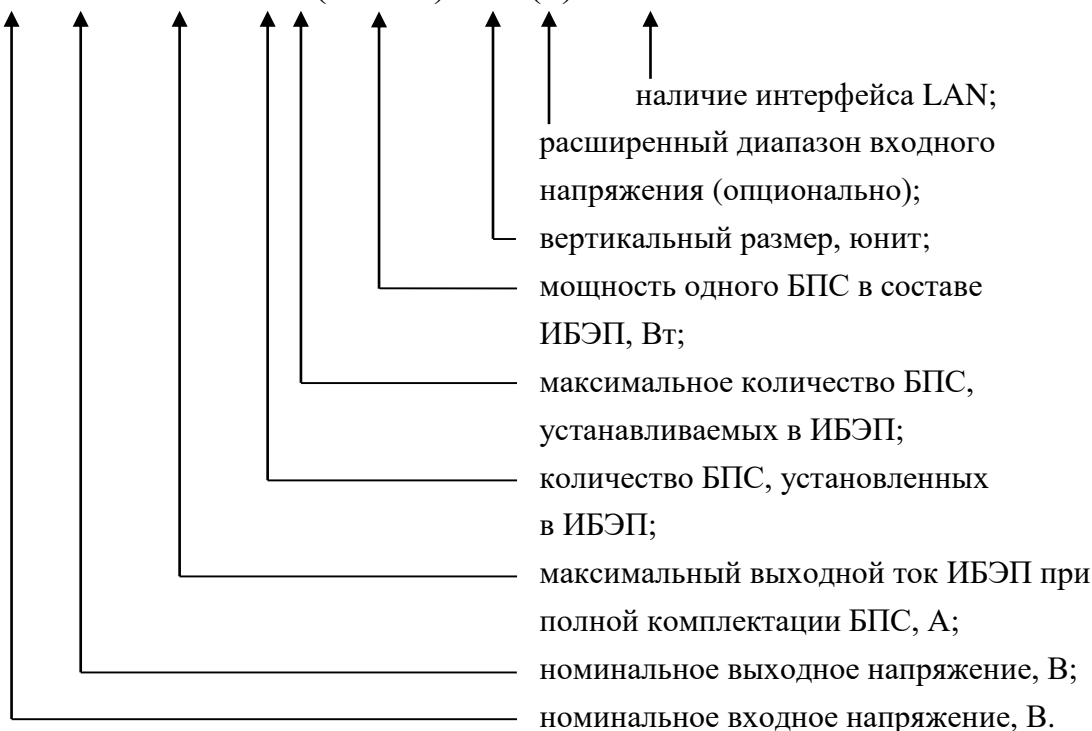 наличие интерфейса LAN;
расширенный диапазон входного
напряжения (опционально);
вертикальный размер, юнит;
мощность одного БПС в составе
ИБЭП, Вт;
максимальное количество БПС,
устанавливаемых в ИБЭП;
количество БПС, установленных
в ИБЭП;
максимальный выходной ток ИБЭП при
полной комплектации БПС, А;
номинальное выходное напряжение, В;
номинальное входное напряжение, В.